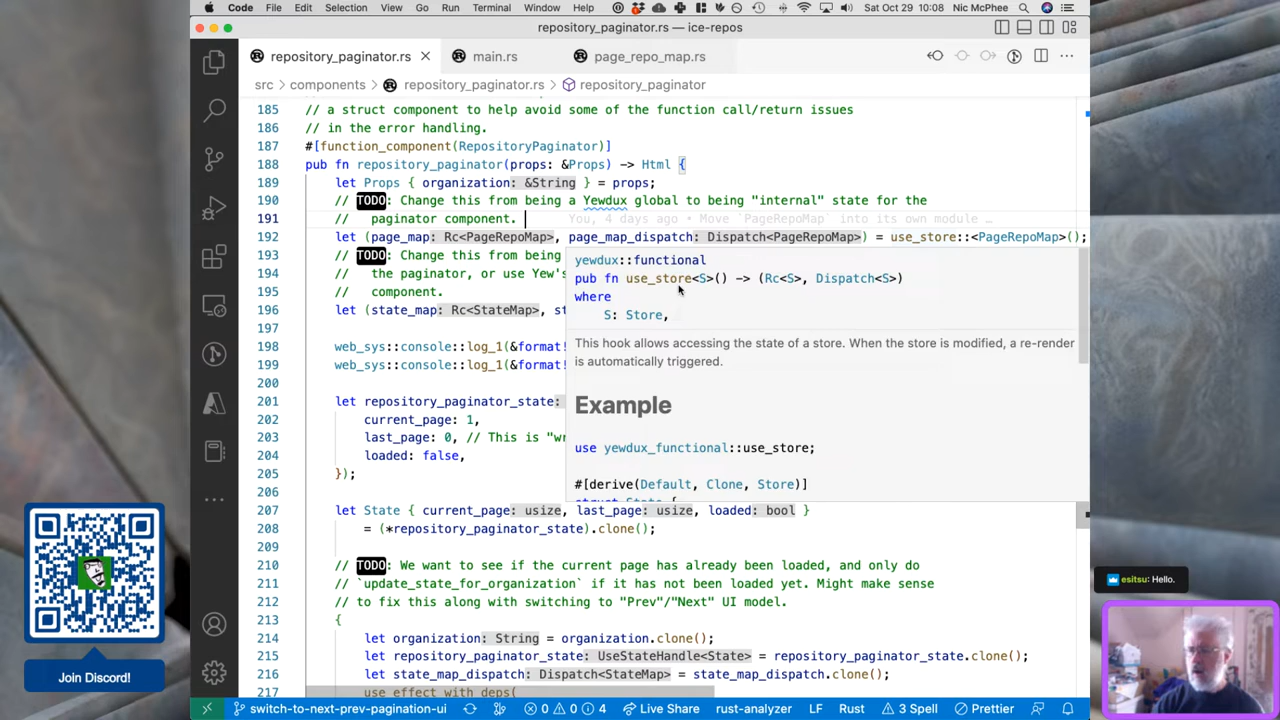 Code File Edit Selection View Go Run Terminal Window Help Sat Oct 29 10:08 Nic McPhee
repository_paginator.rs — ice-repos
repository_paginator.rs main.rs page_repo_map.rs
src > components > repository_paginator.rs > repository_paginator
185 // a struct component to help avoid some of the function call/return issues
186 // in the error handling.
187 #[function_component(RepositoryPaginator)]
188 pub fn repository_paginator(props: &Props) -> Html {
189 let Props { organization: &String } = props;
190 // TODO: Change this from being a Yewdux global to being "internal" state for the
191 // paginator component. You, 4 days ago • Move `PageRepoMap` into its own module …
192 let (page_map: Rc<PageRepoMap>, page_map_dispatch: Dispatch<PageRepoMap>) = use_store::<PageRepoMap>();
193 // TODO: Change this from being
194 // the paginator, or use Yew's
195 // component.
196 let (state_map: Rc<StateMap>, st
197
198 web_sys::console::log_1(&format!
199 web_sys::console::log_1(&format!
200
201 let repository_paginator_state:
202 current_page: 1,
203 last_page: 0, // This is "wr
204 loaded: false,
205 });
206
207 let State { current_page: usize, last_page: usize, loaded: bool }
208 = (*repository_paginator_state).clone();
209
210 // TODO: We want to see if the current page has already been loaded, and only do
211 // `update_state_for_organization` if it has not been loaded yet. Might make sense
212 // to fix this along with switching to "Prev"/"Next" UI model.
213 {
214 let organization: String = organization.clone();
215 let repository_paginator_state: UseStateHandle<State> = repository_paginator_state.clone();
216 let state_map_dispatch: Dispatch<StateMap> = state_map_dispatch.clone();
217 use_effect_with_deps(
yewdux::functional
pub fn use_store<S>() -> (Rc<S>, Dispatch<S>)
where
S: Store,
This hook allows accessing the state of a store. When the store is modified, a re-render
is automatically triggered.
Example
use yewdux_functional::use_store;
#[derive(Default, Clone, Store)]
struct State {
switch-to-next-prev-pagination-ui 0 0 4 Live Share rust-analyzer LF Rust 3 Spell Prettier
Join Discord!
esitsu: Hello.